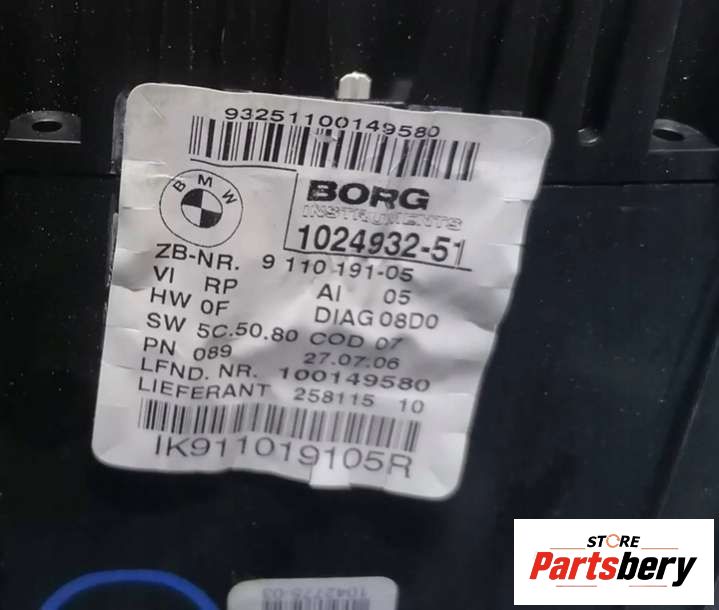 93251100149580
BMW
BORG
INSTRUMENTS
1024932-51
ZB-NR. 9 110 191-05
VI RP AI 05
HW 0F DIAG 08D0
SW 5C.50.80 COD 07
PN 089 27.07.06
LFND. NR. 100149580
LIEFERANT 258115 10
IK911019105R
1042775-03
STORE
Partsbery